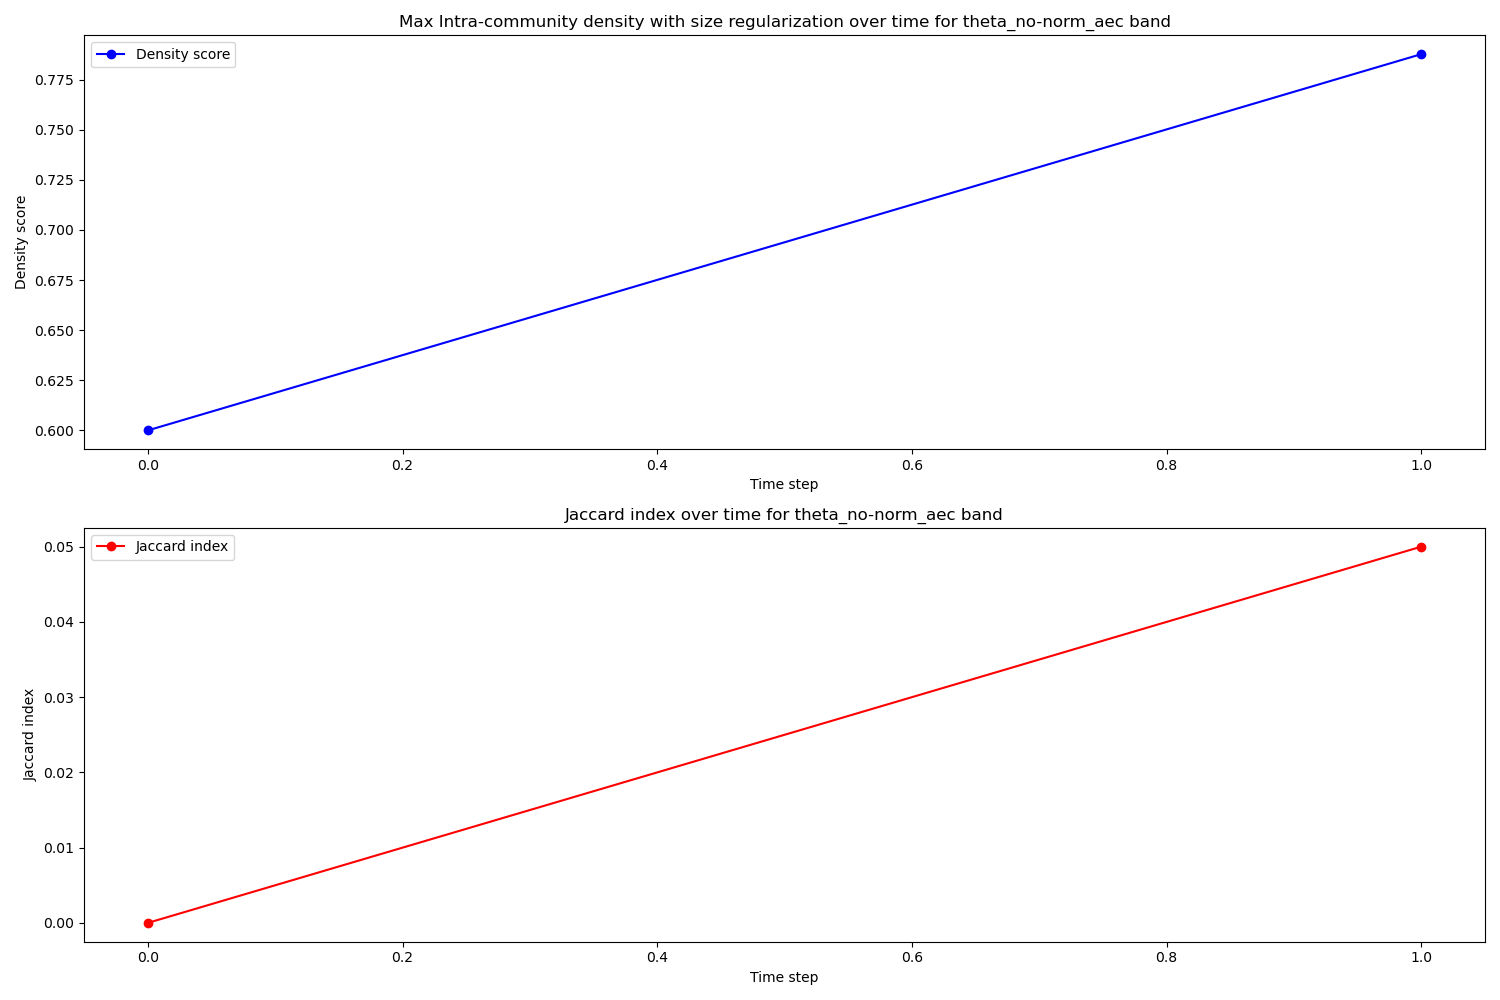 Max Intra-community density with size regularization over time for theta_no-norm_aec band
Density score
0.775
0.750
0.725
0.700
0.675
0.650
0.625
0.600
Density score
0.0 0.2 0.4 0.6 0.8 1.0
Time step
Jaccard index over time for theta_no-norm_aec band
Jaccard index
0.05
0.04
0.03
0.02
0.01
0.00
Jaccard index
0.0 0.2 0.4 0.6 0.8 1.0
Time step